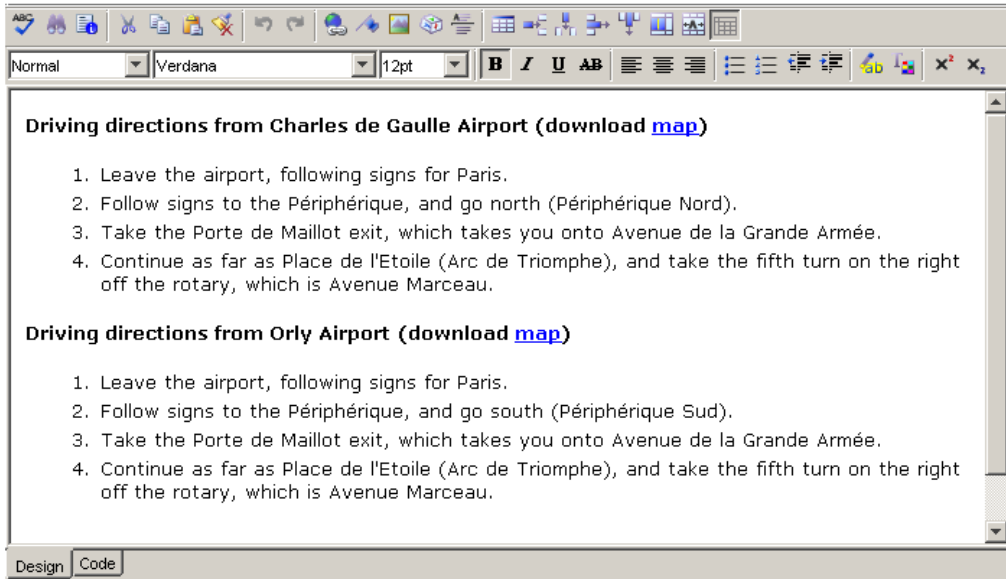 Normal Verdana 12pt B I U AB ab x² x₂
Driving directions from Charles de Gaulle Airport (download map)
1. Leave the airport, following signs for Paris.
2. Follow signs to the Périphérique, and go north (Périphérique Nord).
3. Take the Porte de Maillot exit, which takes you onto Avenue de la Grande Armée.
4. Continue as far as Place de l'Etoile (Arc de Triomphe), and take the fifth turn on the right
off the rotary, which is Avenue Marceau.
Driving directions from Orly Airport (download map)
1. Leave the airport, following signs for Paris.
2. Follow signs to the Périphérique, and go south (Périphérique Sud).
3. Take the Porte de Maillot exit, which takes you onto Avenue de la Grande Armée.
4. Continue as far as Place de l'Etoile (Arc de Triomphe), and take the fifth turn on the right
off the rotary, which is Avenue Marceau.
Design Code